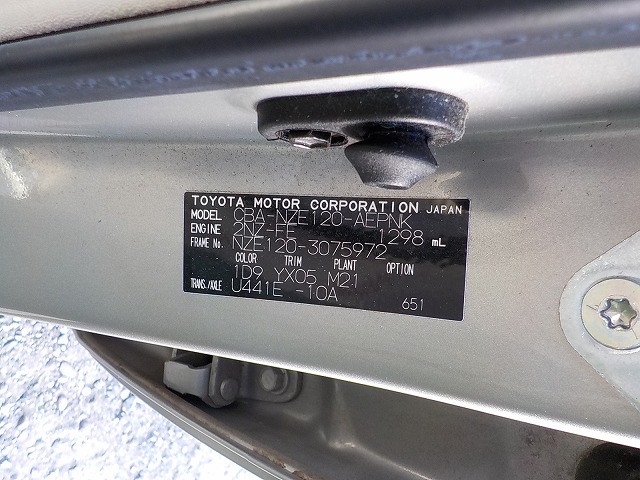 TOYOTA MOTOR CORPORATION JAPAN
MODEL CBA-NZE120-AEPNK
ENGINE 2NZ-FE 1298 mL
FRAME No. NZE120-3075972
COLOR TRIM PLANT OPTION
1D9 YX05 M21
TRANS./AXLE U441E -10A
651